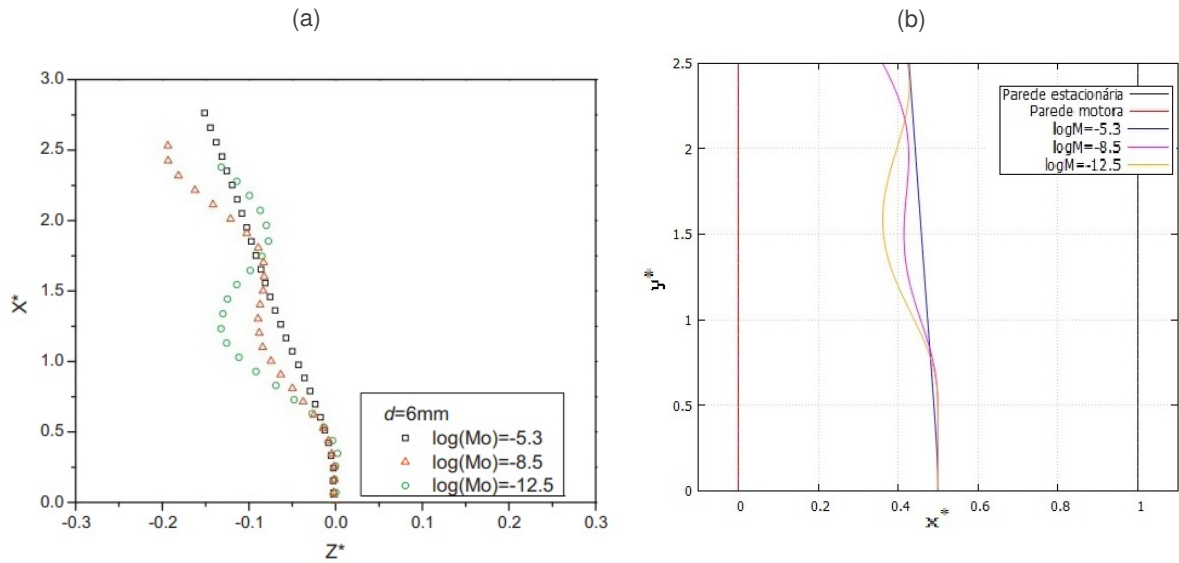 (a)
3.0
2.5
2.0
1.5
1.0
0.5
0.0
X*
-0.3
-0.2
-0.1
0.0
0.1
0.2
0.3
Z*
d=6mm
log(Mo)=-5.3
log(Mo)=-8.5
log(Mo)=-12.5
(b)
2.5
2
1.5
1
0.5
0
y*
0
0.2
0.4
0.6
0.8
1
x*
Parede estacionária
Parede motora
logM=-5.3
logM=-8.5
logM=-12.5